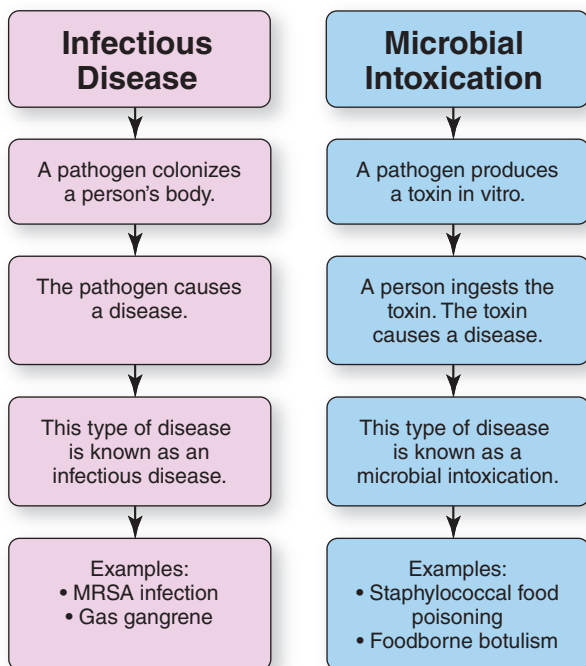 Infectious
Disease
A pathogen colonizes
a person's body.
The pathogen causes
a disease.
This type of disease
is known as an
infectious disease.
Examples:
• MRSA infection
• Gas gangrene
Microbial
Intoxication
A pathogen produces
a toxin in vitro.
A person ingests the
toxin. The toxin
causes a disease.
This type of disease
is known as a
microbial intoxication.
Examples:
• Staphylococcal food
poisoning
• Foodborne botulism